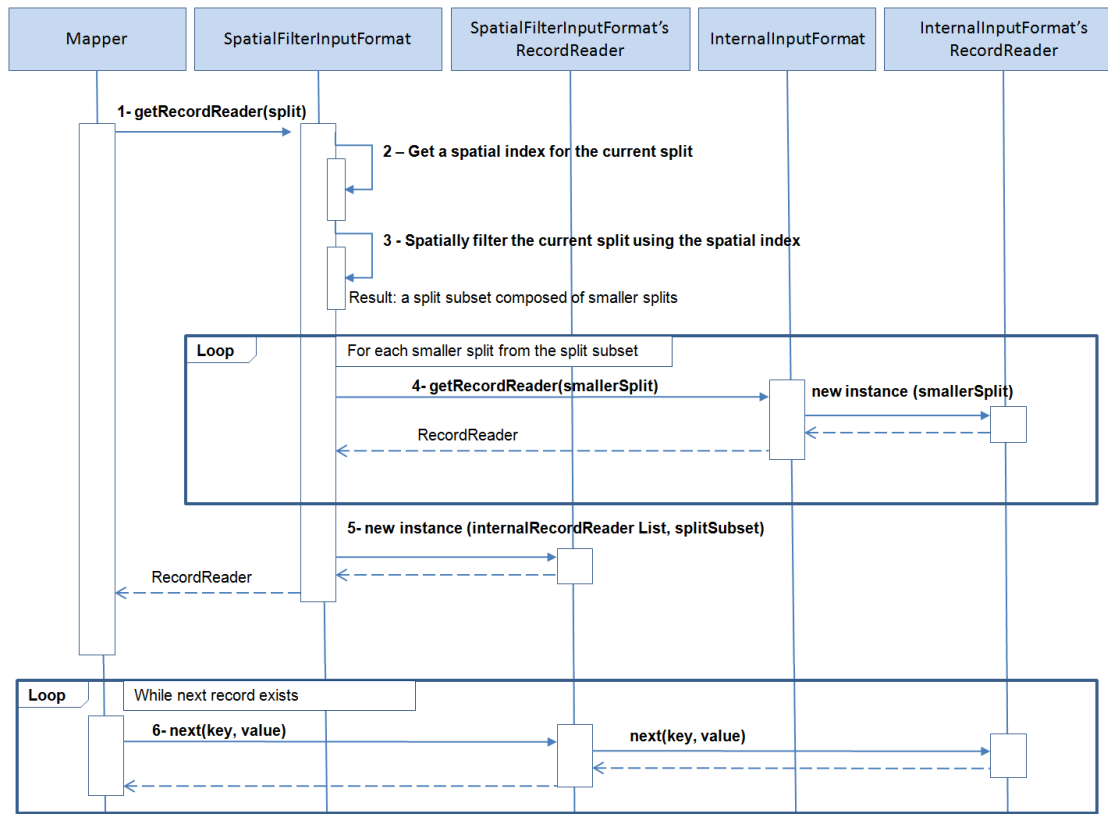 Mapper
SpatialFilterInputFormat
SpatialFilterInputFormat’s
RecordReader
InternalInputFormat
InternalInputFormat’s
RecordReader
1- getRecordReader(split)
2 – Get a spatial index for the current split
3 - Spatially filter the current split using the spatial index
Result: a split subset composed of smaller splits
Loop
For each smaller split from the split subset
4- getRecordReader(smallerSplit)
new instance (smallerSplit)
RecordReader
5- new instance (internalRecordReader List, splitSubset)
RecordReader
Loop
While next record exists
6- next(key, value)
next(key, value)